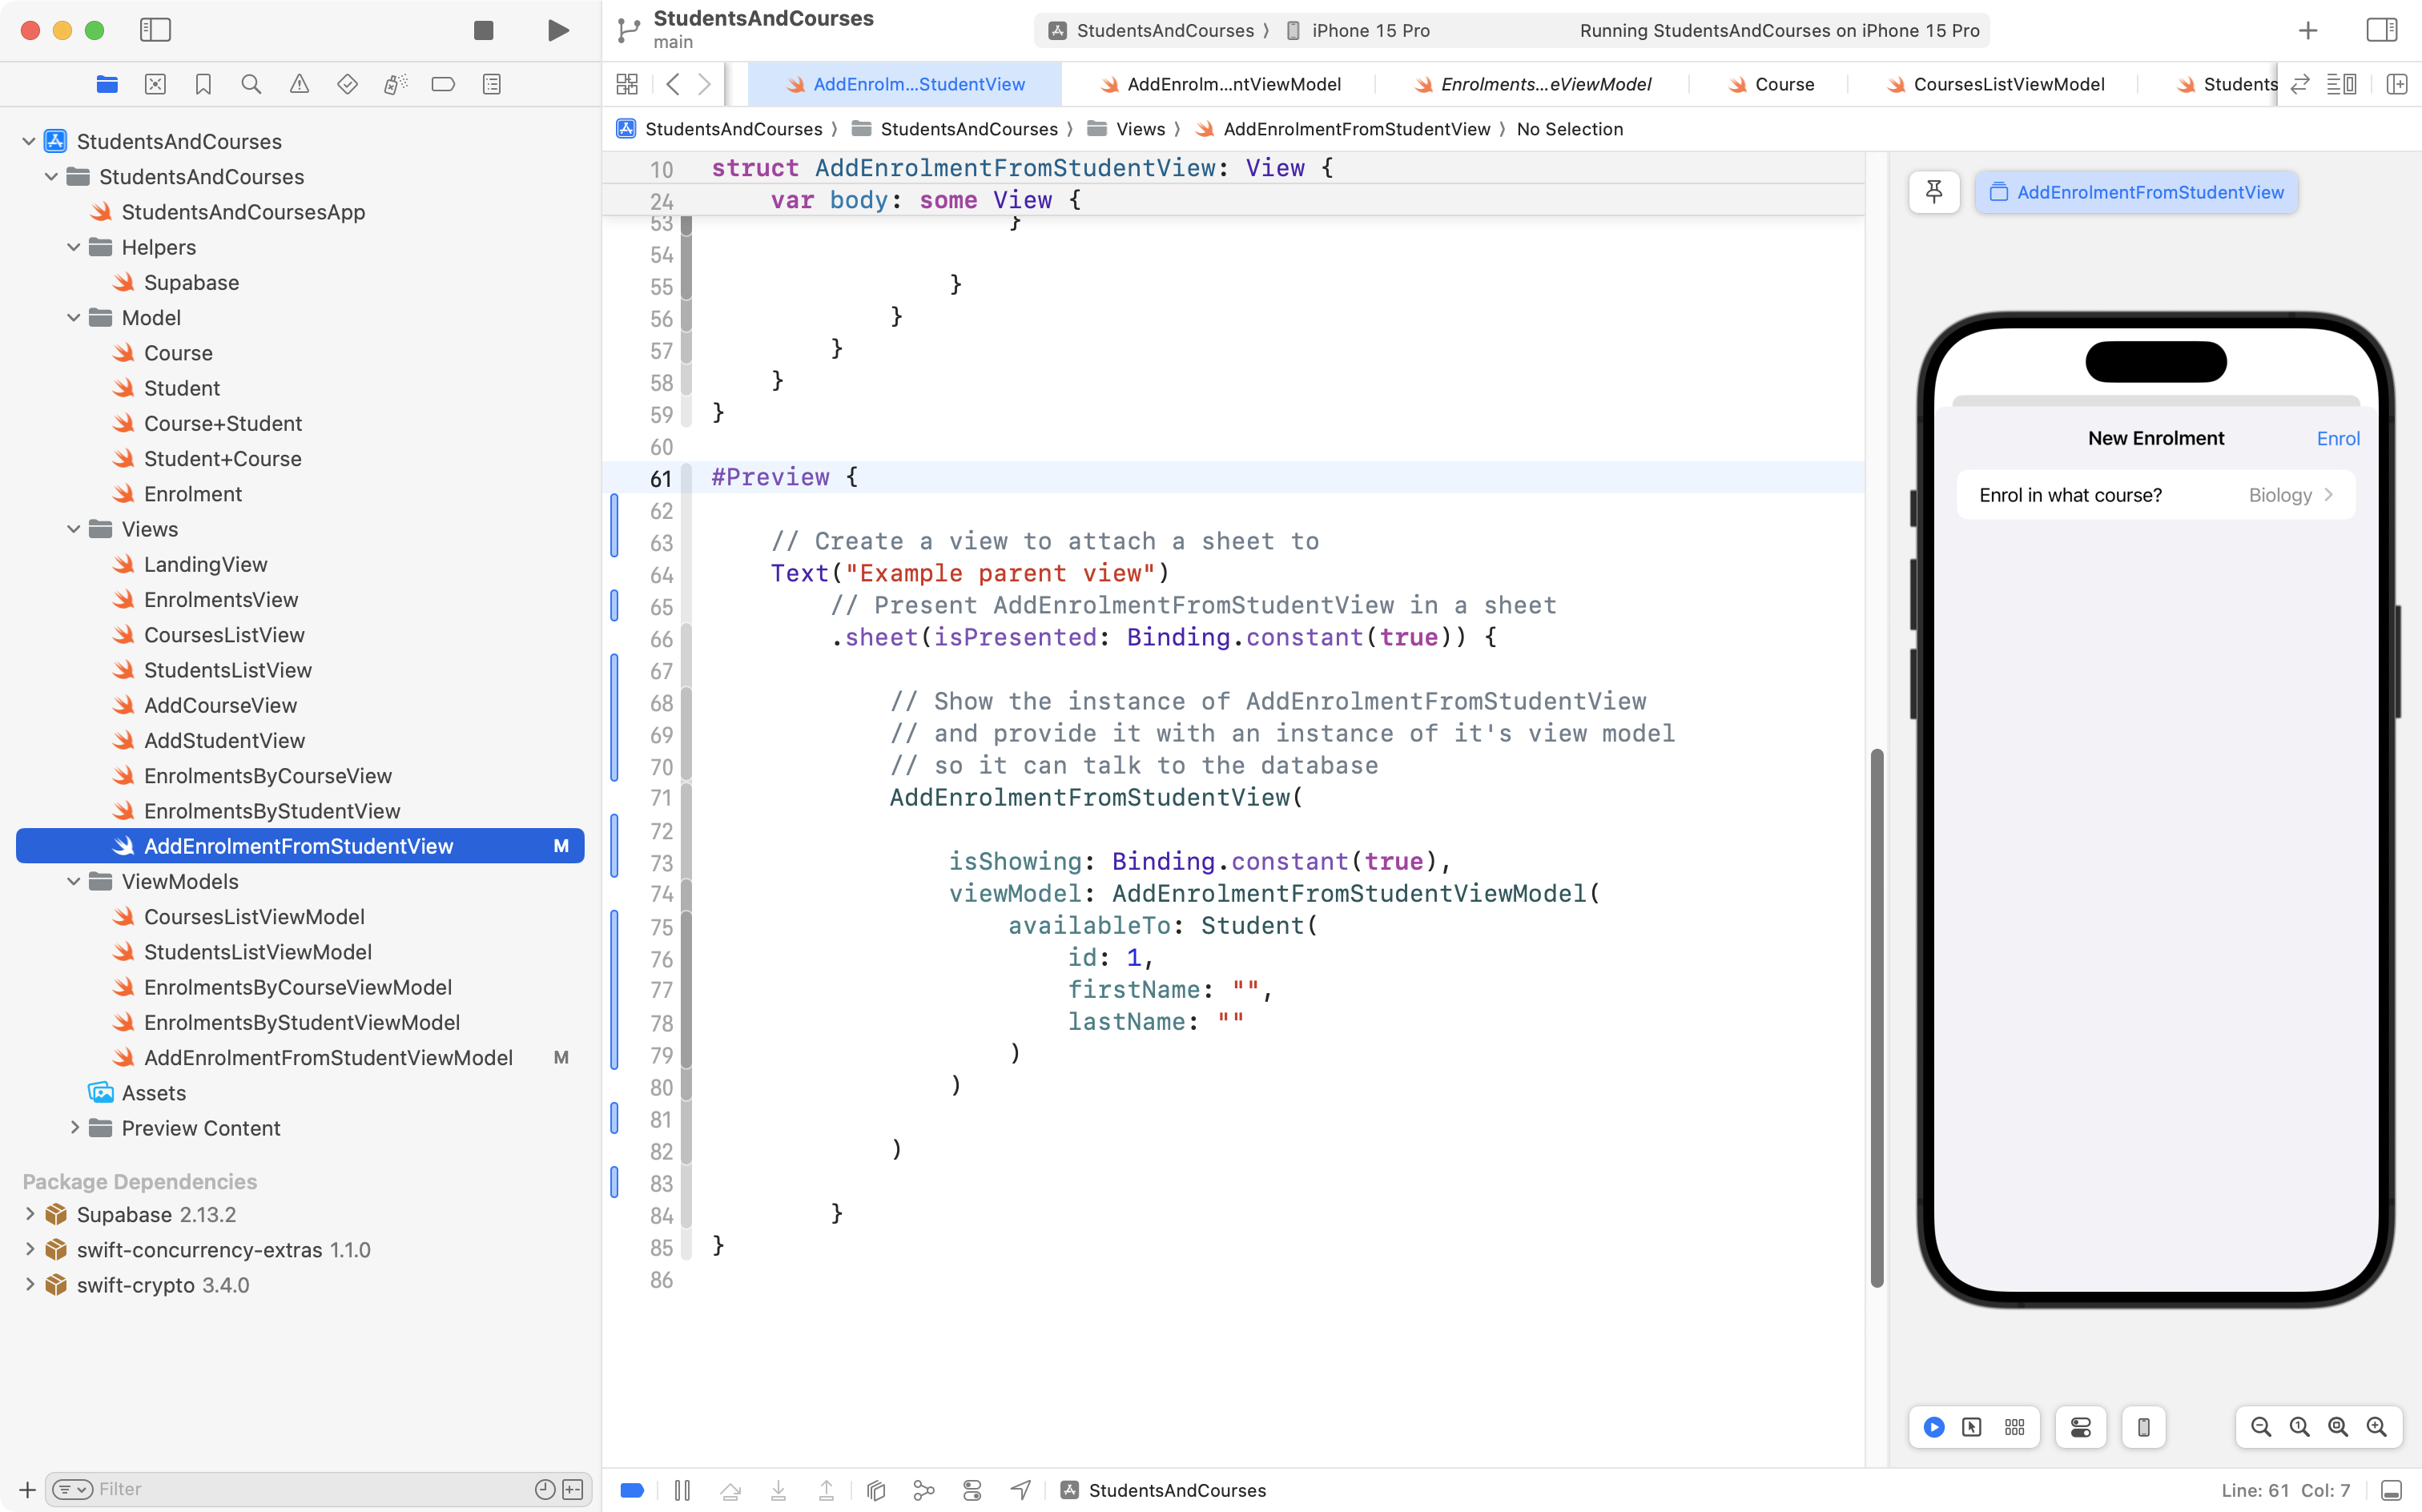 StudentsAndCourses
main
StudentsAndCourses 〉 iPhone 15 Pro
Running StudentsAndCourses on iPhone 15 Pro
AddEnrolm...StudentView
AddEnrolm...ntViewModel
Enrolments...eViewModel
Course
CoursesListViewModel
Students
StudentsAndCourses 〉 StudentsAndCourses 〉 Views 〉 AddEnrolmentFromStudentView 〉 No Selection
StudentsAndCourses
StudentsAndCourses
StudentsAndCoursesApp
Helpers
Supabase
Model
Course
Student
Course+Student
Student+Course
Enrolment
Views
LandingView
EnrolmentsView
CoursesListView
StudentsListView
AddCourseView
AddStudentView
EnrolmentsByCourseView
EnrolmentsByStudentView
AddEnrolmentFromStudentView M
ViewModels
CoursesListViewModel
StudentsListViewModel
EnrolmentsByCourseViewModel
EnrolmentsByStudentViewModel
AddEnrolmentFromStudentViewModel M
Assets
Preview Content
Package Dependencies
Supabase 2.13.2
swift-concurrency-extras 1.1.0
swift-crypto 3.4.0
Filter
10 struct AddEnrolmentFromStudentView: View {
24 var body: some View {
53 }
54
55 }
56 }
57 }
58 }
59 }
60
61 #Preview {
62
63 // Create a view to attach a sheet to
64 Text("Example parent view")
65 // Present AddEnrolmentFromStudentView in a sheet
66 .sheet(isPresented: Binding.constant(true)) {
67
68 // Show the instance of AddEnrolmentFromStudentView
69 // and provide it with an instance of it's view model
70 // so it can talk to the database
71 AddEnrolmentFromStudentView(
72
73 isShowing: Binding.constant(true),
74 viewModel: AddEnrolmentFromStudentViewModel(
75 availableTo: Student(
76 id: 1,
77 firstName: "",
78 lastName: ""
79 )
80 )
81
82 )
83
84 }
85 }
86
AddEnrolmentFromStudentView
New Enrolment
Enrol
Enrol in what course?
Biology
StudentsAndCourses
Line: 61 Col: 7